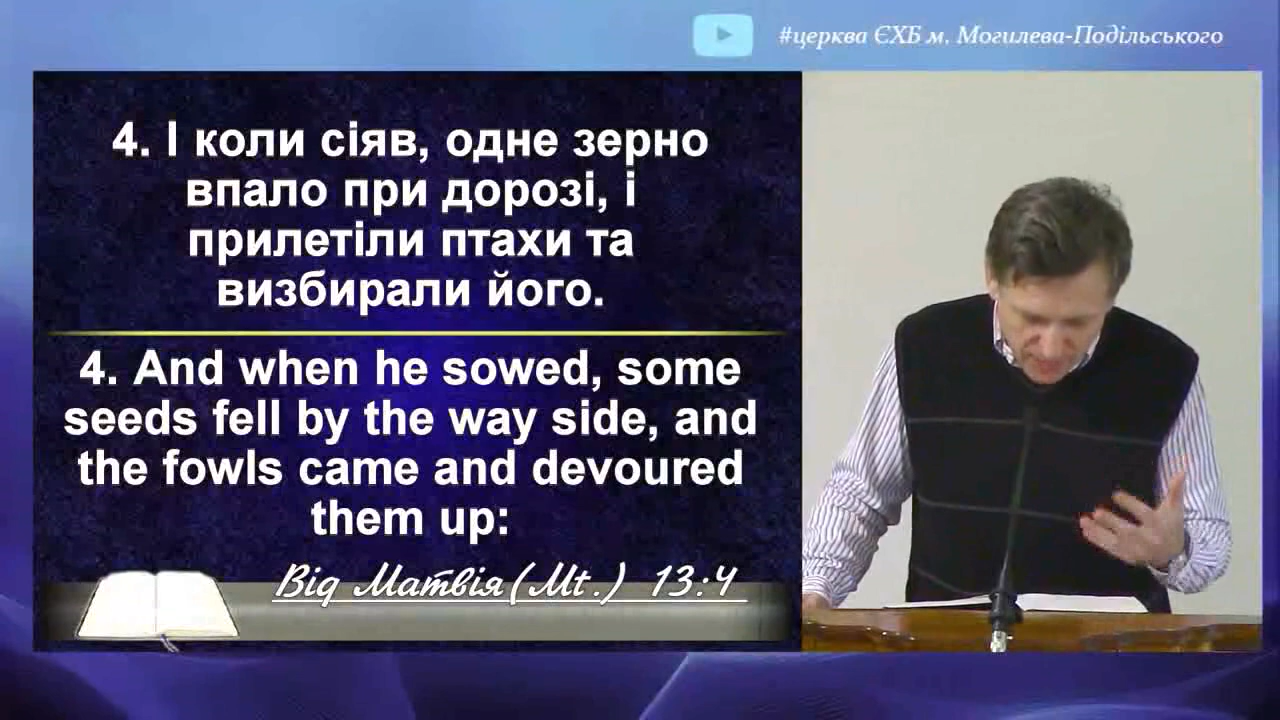 #церква ЄХБ м. Могилева-Подільського
4. І коли сіяв, одне зерно
впало при дорозі, і
прилетіли птахи та
визбирали його.
4. And when he sowed, some
seeds fell by the way side, and
the fowls came and devoured
them up:
Від Матвія(Mt.) 13:4